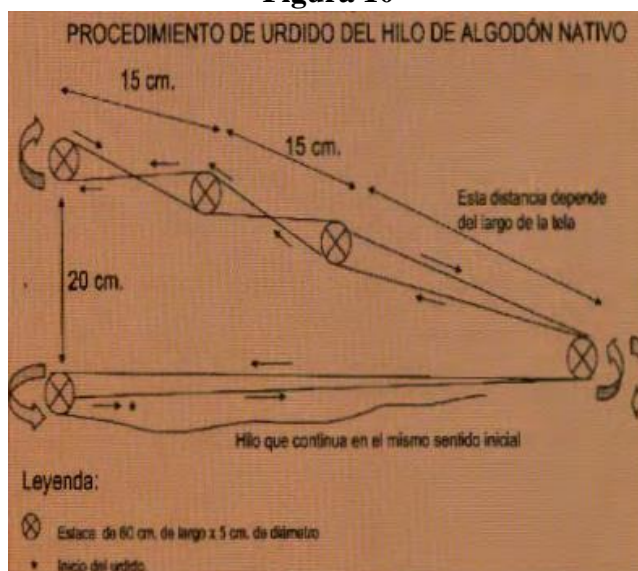 Figura 10
PROCEDIMIENTO DE URDIDO DEL HILO DE ALGODÓN NATIVO
15 cm.
15 cm.
Esta distancia depende
del largo de la tela
20 cm.
Hilo que continua en el mismo sentido inicial
Leyenda:
Estaca de 60 cm. de largo x 5 cm. de diámetro
* Inicio del urdido.